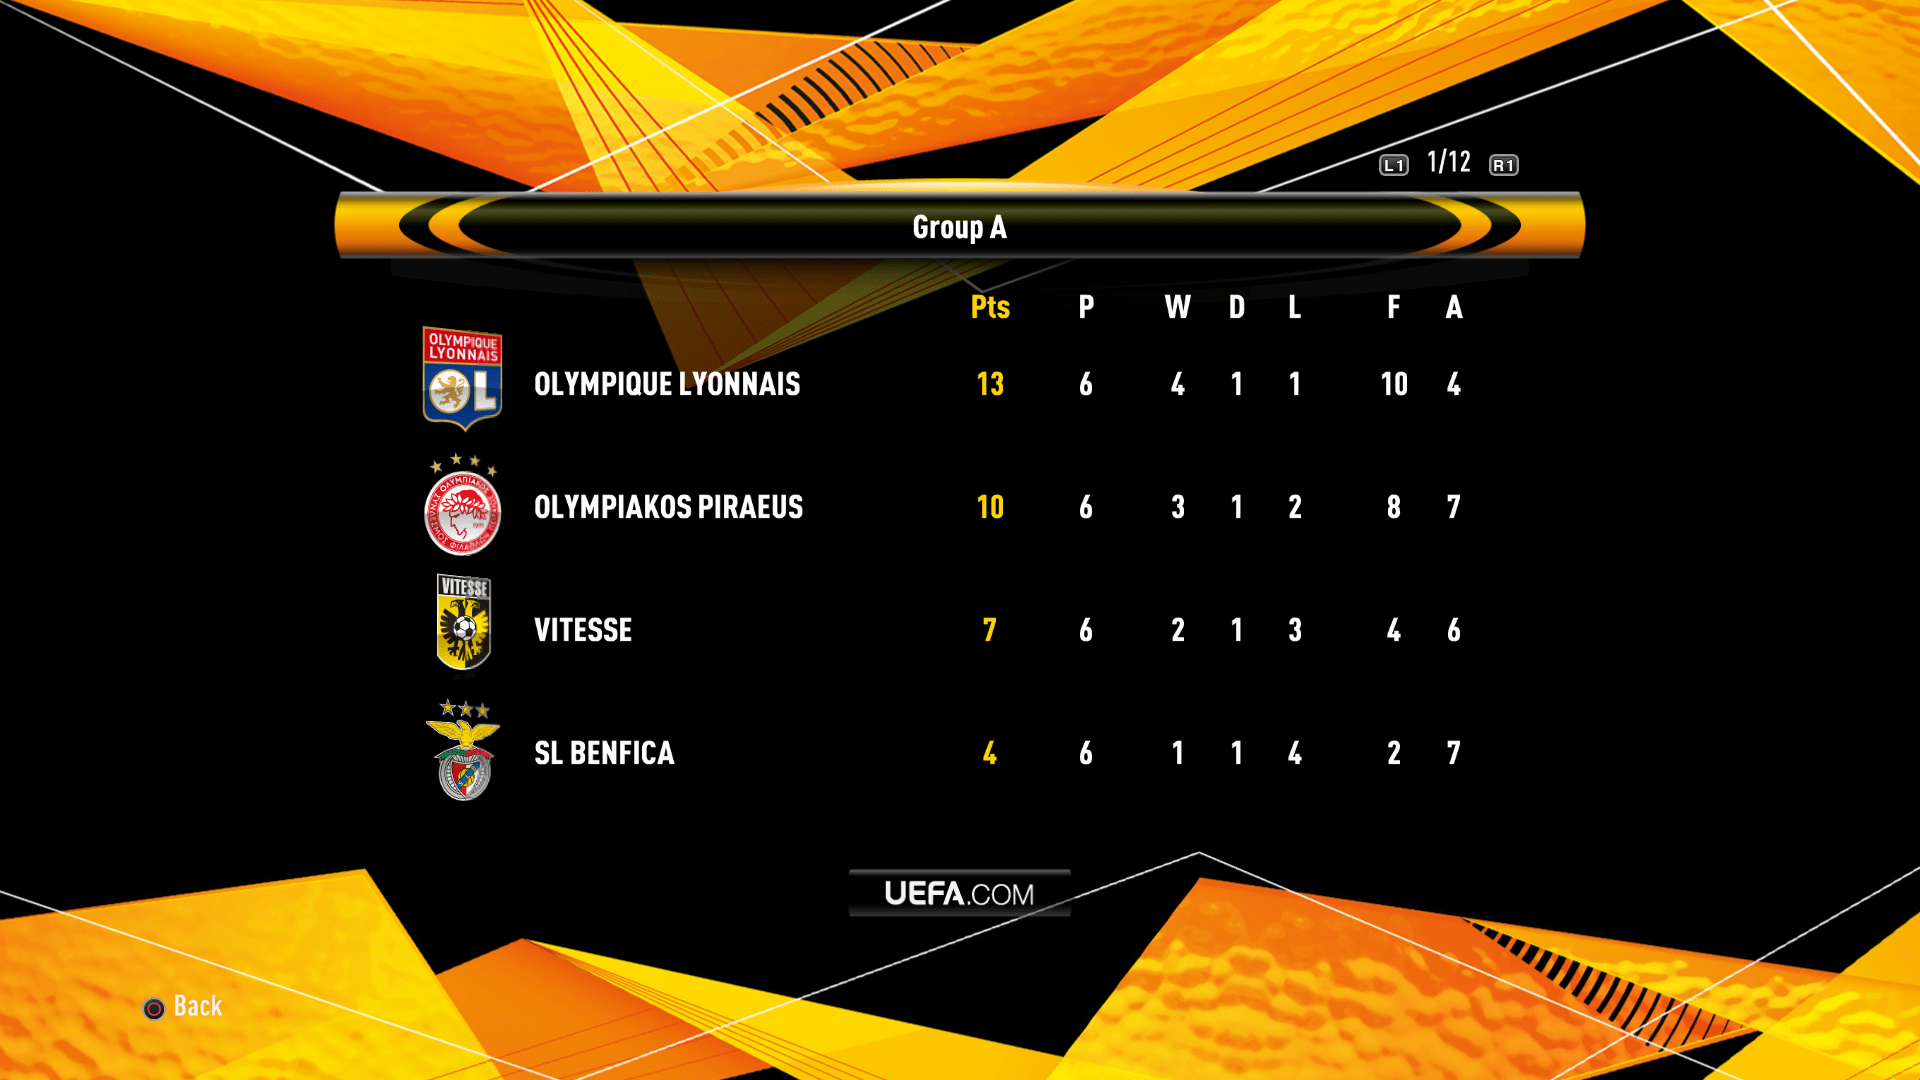 L1 1/12 R1
Group A
Pts P W D L F A
OLYMPIQUE
LYONNAIS
OL
OLYMPIQUE LYONNAIS 13 6 4 1 1 10 4
OLYMPIAKOS PIRAEUS 10 6 3 1 2 8 7
VITESSE
VITESSE 7 6 2 1 3 4 6
SL BENFICA 4 6 1 1 4 2 7
UEFA.COM
Back